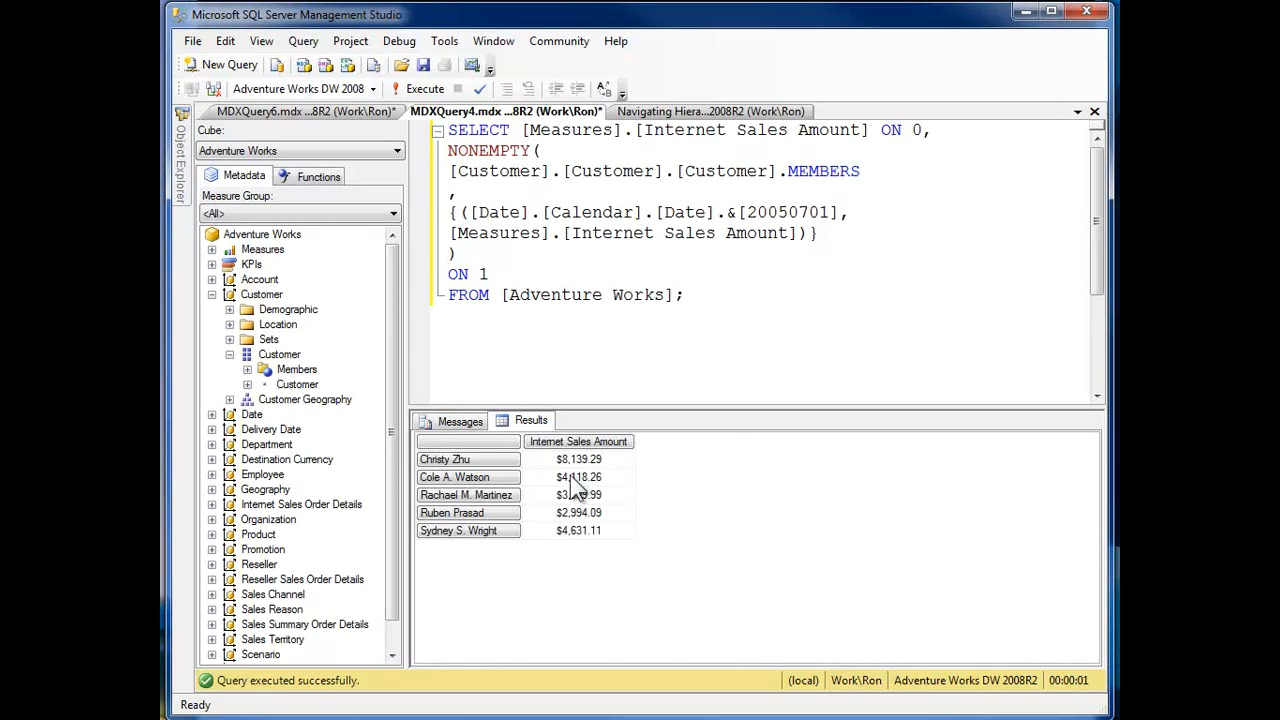 Microsoft SQL Server Management Studio
File Edit View Query Project Debug Tools Window Community Help
New Query
Adventure Works DW 2008 Execute
MDXQuery6.mdx ...8R2 (Work\Ron)* MDXQuery4.mdx ...8R2 (Work\Ron)* Navigating Hiera...2008R2 (Work\Ron)
Object Explorer
Cube:
Adventure Works
Metadata Functions
Measure Group:
<All>
Adventure Works
Measures
KPIs
Account
Customer
Demographic
Location
Sets
Customer
Members
Customer
Customer Geography
Date
Delivery Date
Department
Destination Currency
Employee
Geography
Internet Sales Order Details
Organization
Product
Promotion
Reseller
Reseller Sales Order Details
Sales Channel
Sales Reason
Sales Summary Order Details
Sales Territory
Scenario
SELECT [Measures].[Internet Sales Amount] ON 0,
NONEMPTY(
[Customer].[Customer].[Customer].MEMBERS
,
{([Date].[Calendar].[Date].&[20050701],
[Measures].[Internet Sales Amount])}
)
ON 1
FROM [Adventure Works];
Messages Results
Internet Sales Amount
Christy Zhu $8,139.29
Cole A. Watson
Rachael M. Martinez
Ruben Prasad $2,994.09
Sydney S. Wright $4,631.11
Query executed successfully. (local) Work\Ron Adventure Works DW 2008R2 00:00:01
Ready